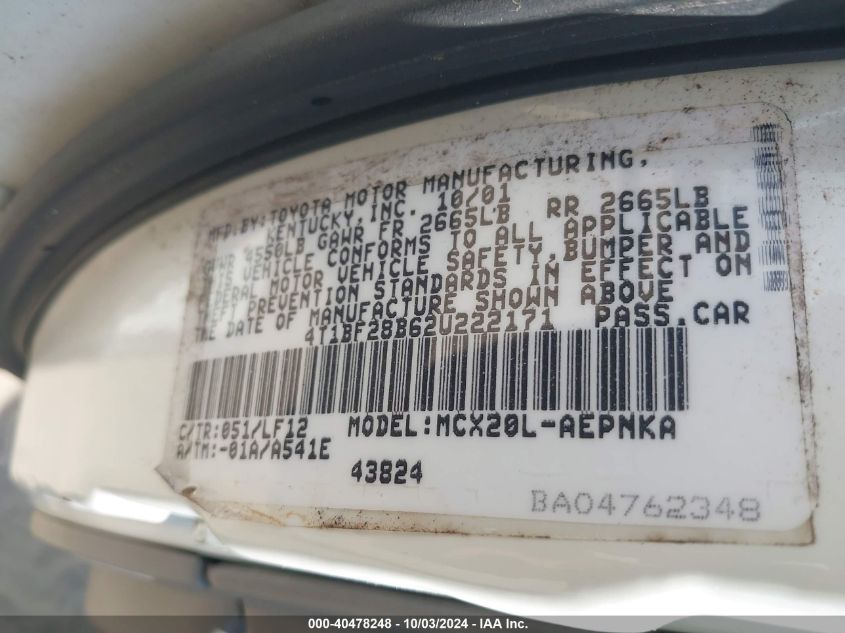 MFD.BY:TOYOTA MOTOR MANUFACTURING,
KENTUCKY,INC. 10/01
GAWR FR 2665LB RR 2665LB
VEHICLE CONFORMS TO ALL APPLICABLE
FEDERAL MOTOR VEHICLE SAFETY,BUMPER AND
THEFT PREVENTION STANDARDS IN EFFECT ON
THE DATE OF MANUFACTURE SHOWN ABOVE
4T1BF28B62U222171 PASS.CAR
C/TR:051/LF12 MODEL:MCX20L-AEPNKA
A/TM:-01A/A541E
43824
BA04762348
000-40478248 - 10/03/2024 - IAA Inc.